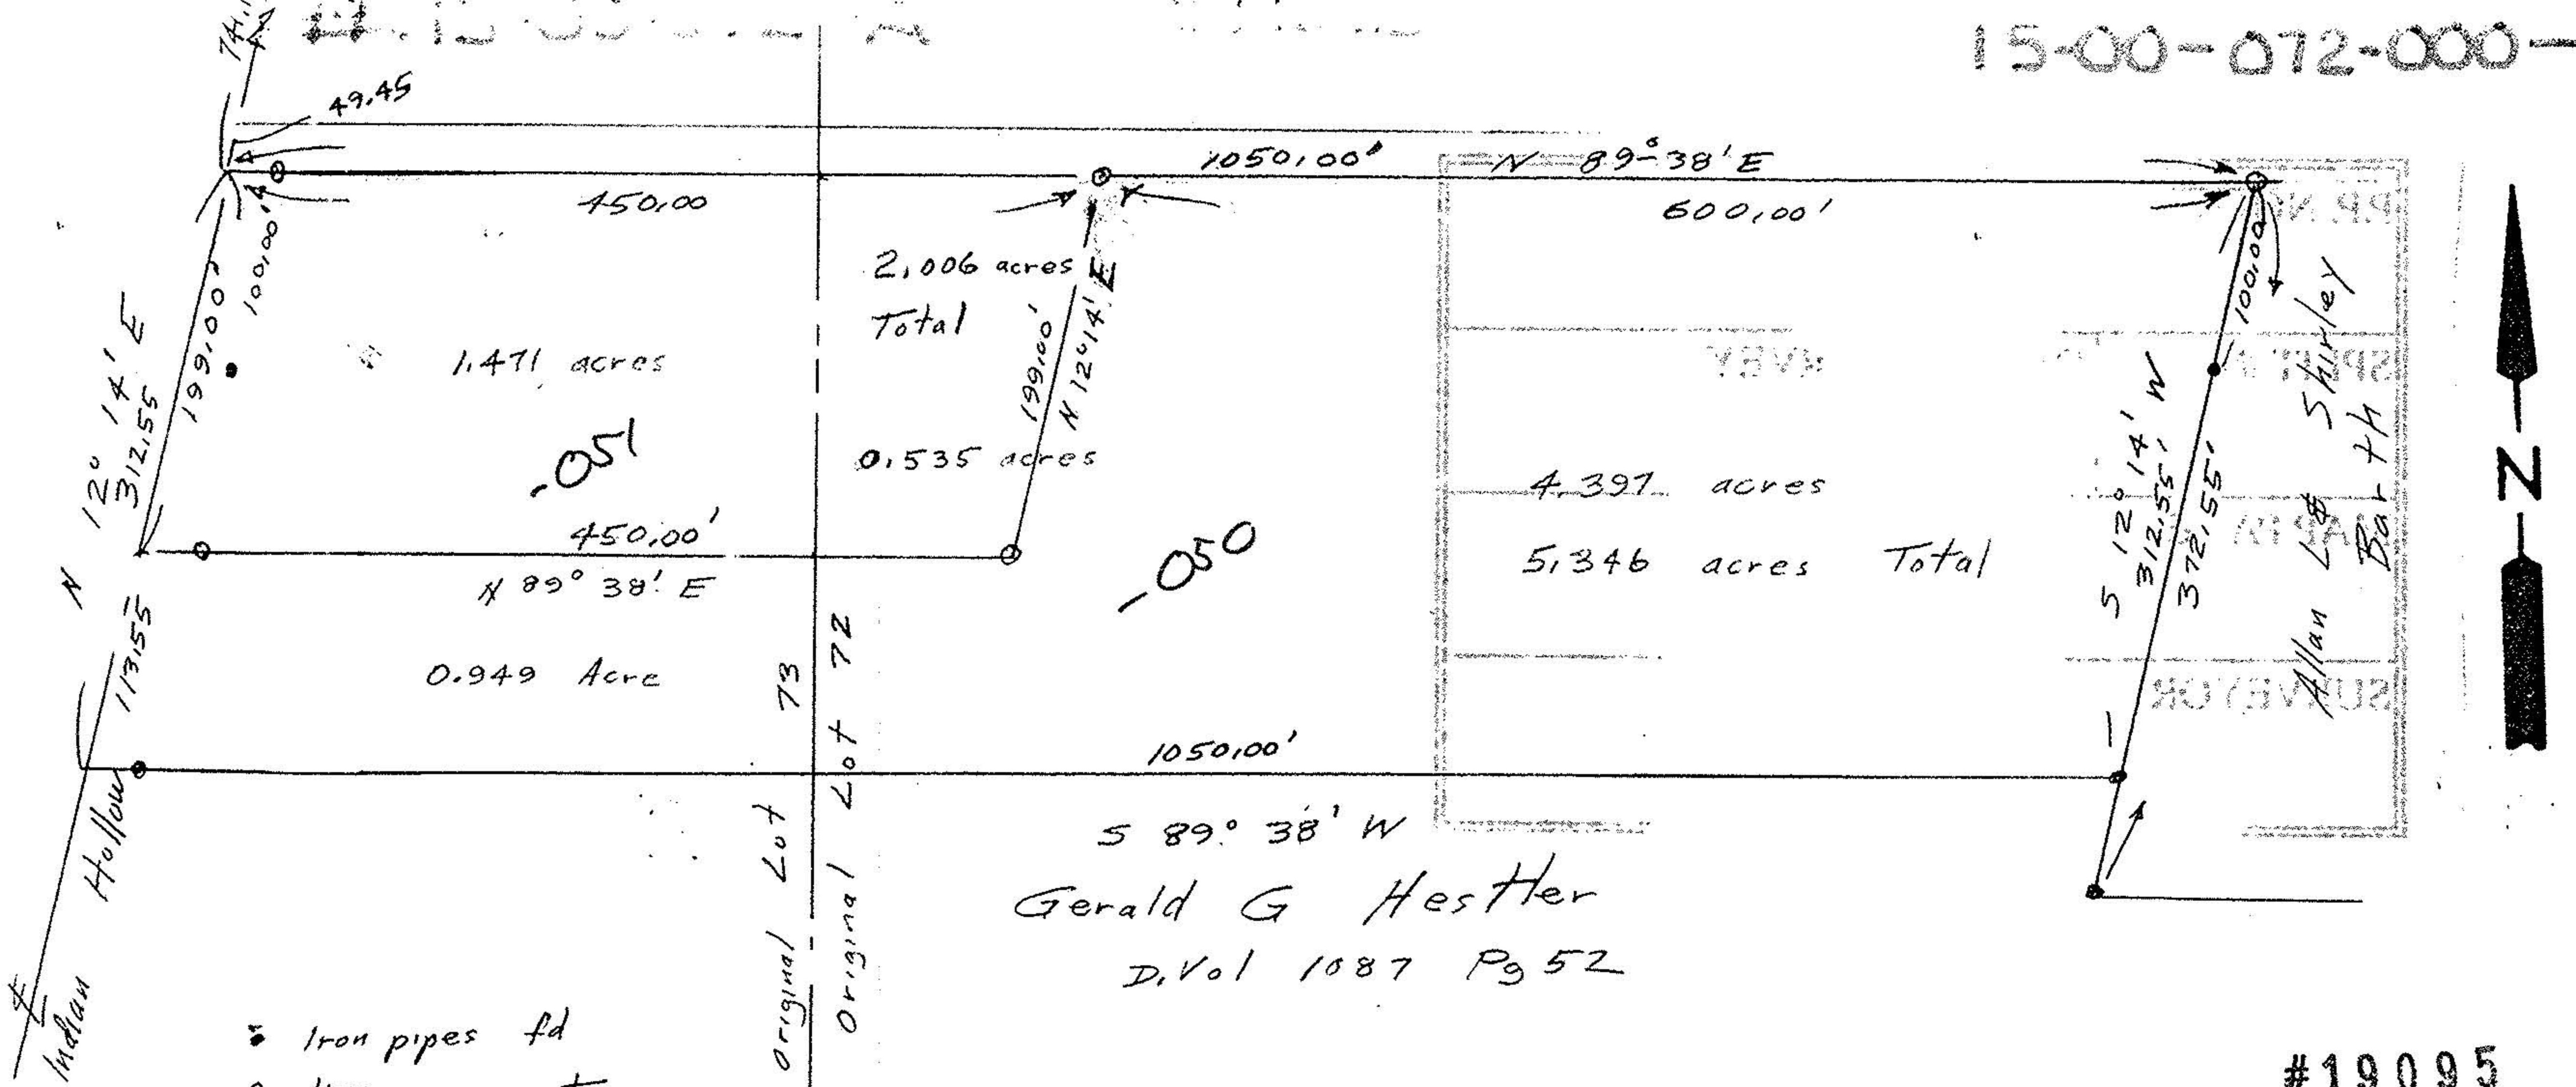 15-00-072-000-
49.45
1050.00'
N 89° 38' E
450.00
600.00'
199.00'
100.00'
100.00'
2.006 acres
Total
1.471 acres
199.00'
N 12° 14' E
0.535 acres
-051
450.00'
N 89° 38' E
N 12° 14' E
312.55
113.55
-050
4.397 acres
5.346 acres Total
S 12° 14' W
312.55'
372.55'
Allan L & Shirley
Barth
SURVEYOR
0.949 Acre
Original Lot 73
Original Lot 72
1050.00'
S 89° 38' W
Gerald G Hestler
D. Vol 1087 Pg 52
Indian Hollow
N
Iron pipes fd
#19095